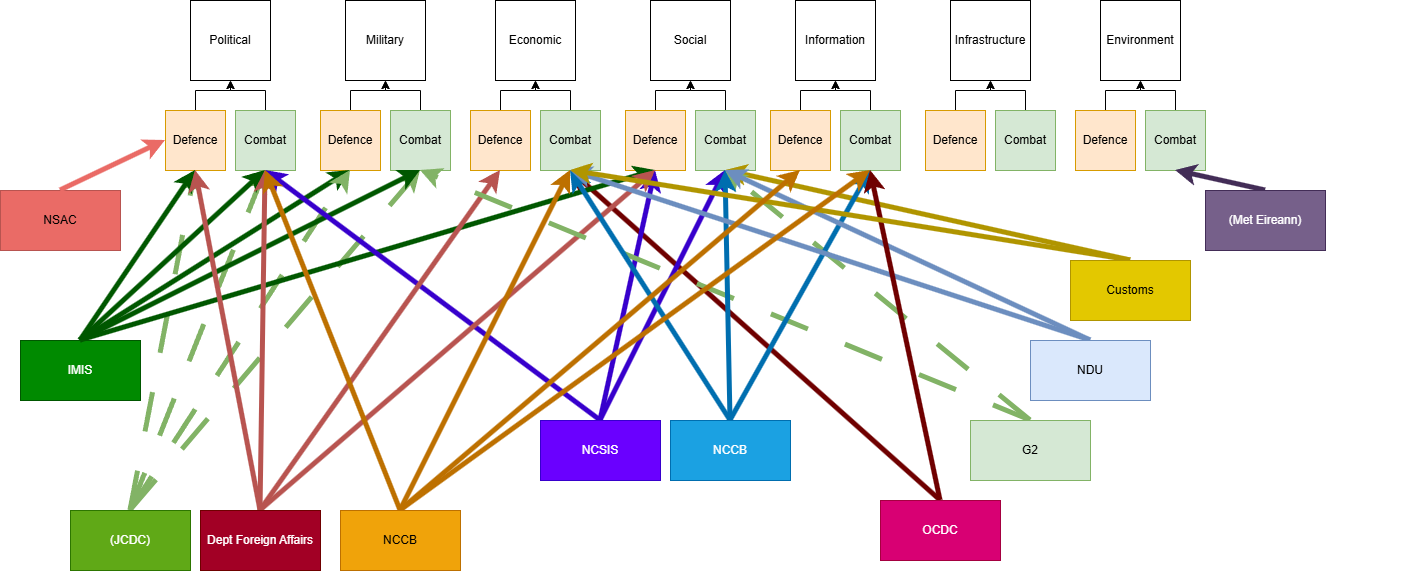 Political
Military
Economic
Social
Information
Infrastructure
Environment
Defence
Combat
Defence
Combat
Defence
Combat
Defence
Combat
Defence
Combat
Defence
Combat
Defence
Combat
NSAC
(Met Eireann)
Customs
IMIS
NDU
NCSIS
NCCB
G2
(JCDC)
Dept Foreign Affairs
NCCB
OCDC